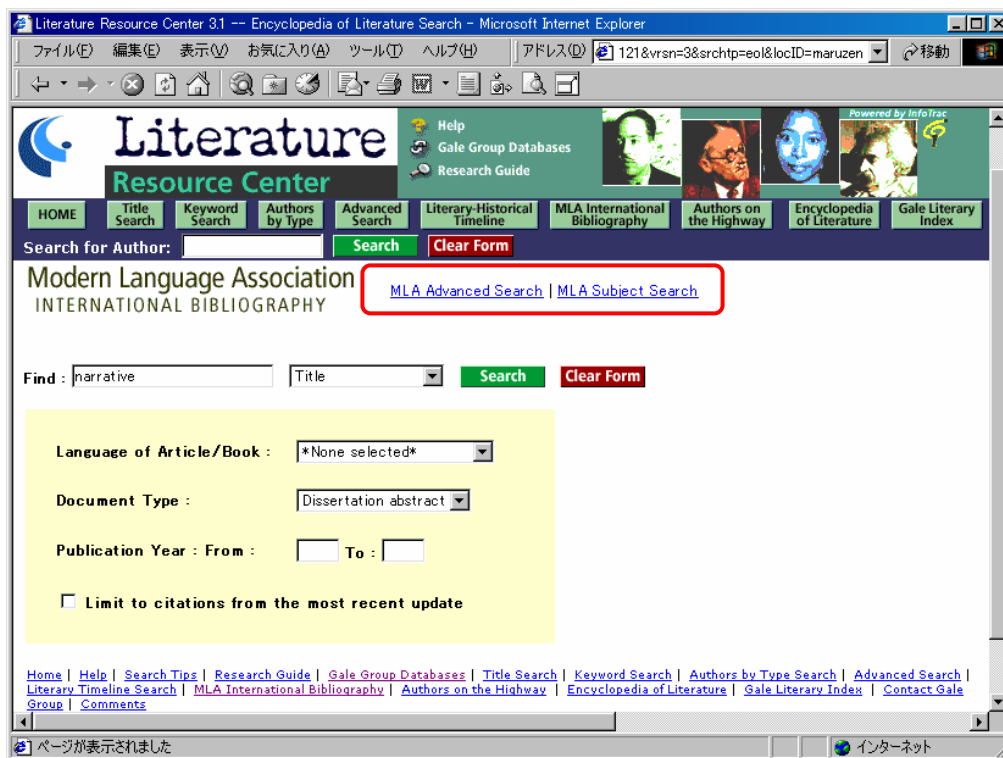 Literature Resource Center 3.1 -- Encyclopedia of Literature Search - Microsoft Internet Explorer
ファイル(F) 編集(E) 表示(V) お気に入り(A) ツール(T) ヘルプ(H) アドレス(D) 121&vrsn=3&srchtp=eol&locID=maruzen 移動
Literature
Resource Center
Help
Gale Group Databases
Research Guide
Powered by InfoTrac
HOME Title Search Keyword Search Authors by Type Advanced Search Literary-Historical Timeline MLA International Bibliography Authors on the Highway Encyclopedia of Literature Gale Literary Index
Search for Author: Search Clear Form
Modern Language Association
INTERNATIONAL BIBLIOGRAPHY
MLA Advanced Search | MLA Subject Search
Find : narrative Title Search Clear Form
Language of Article/Book : *None selected*
Document Type : Dissertation abstract
Publication Year : From : To :
Limit to citations from the most recent update
Home | Help | Search Tips | Research Guide | Gale Group Databases | Title Search | Keyword Search | Authors by Type Search | Advanced Search |
Literary Timeline Search | MLA International Bibliography | Authors on the Highway | Encyclopedia of Literature | Gale Literary Index | Contact Gale
Group | Comments
ページが表示されました インターネット